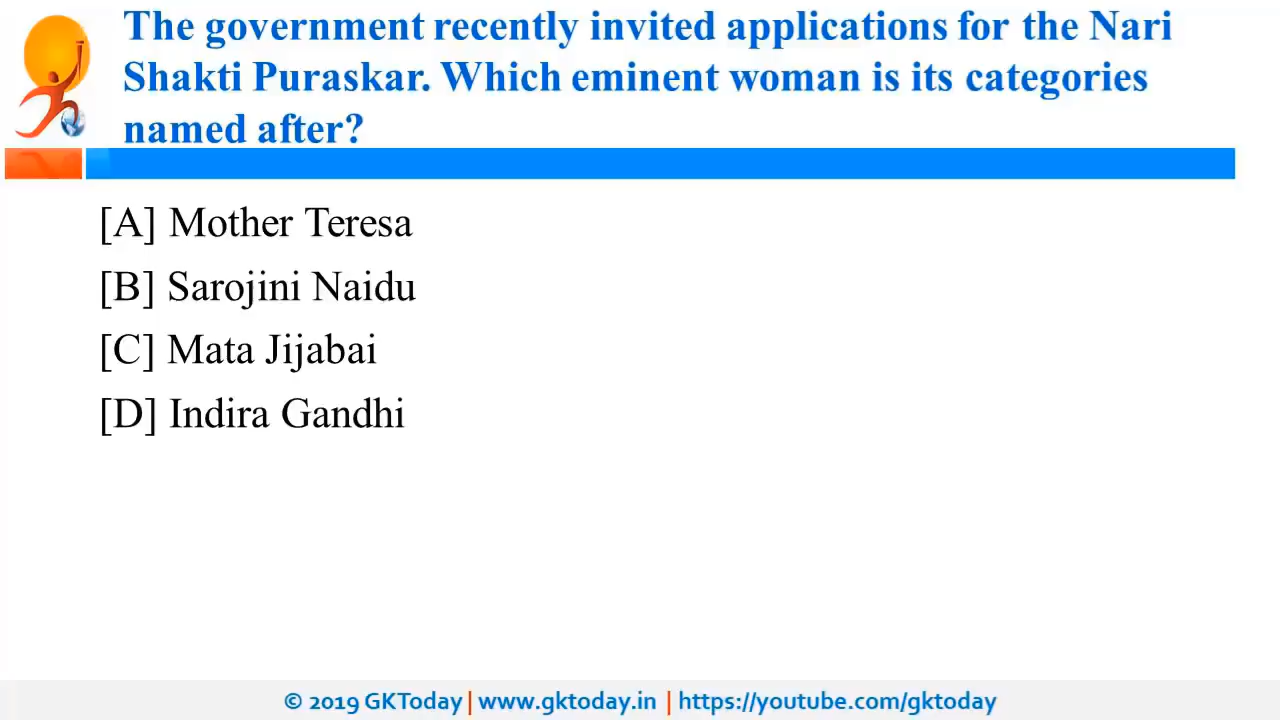 The government recently invited applications for the Nari
Shakti Puraskar. Which eminent woman is its categories
named after?
[A] Mother Teresa
[B] Sarojini Naidu
[C] Mata Jijabai
[D] Indira Gandhi
© 2019 GKToday | www.gktoday.in | https://youtube.com/gktoday